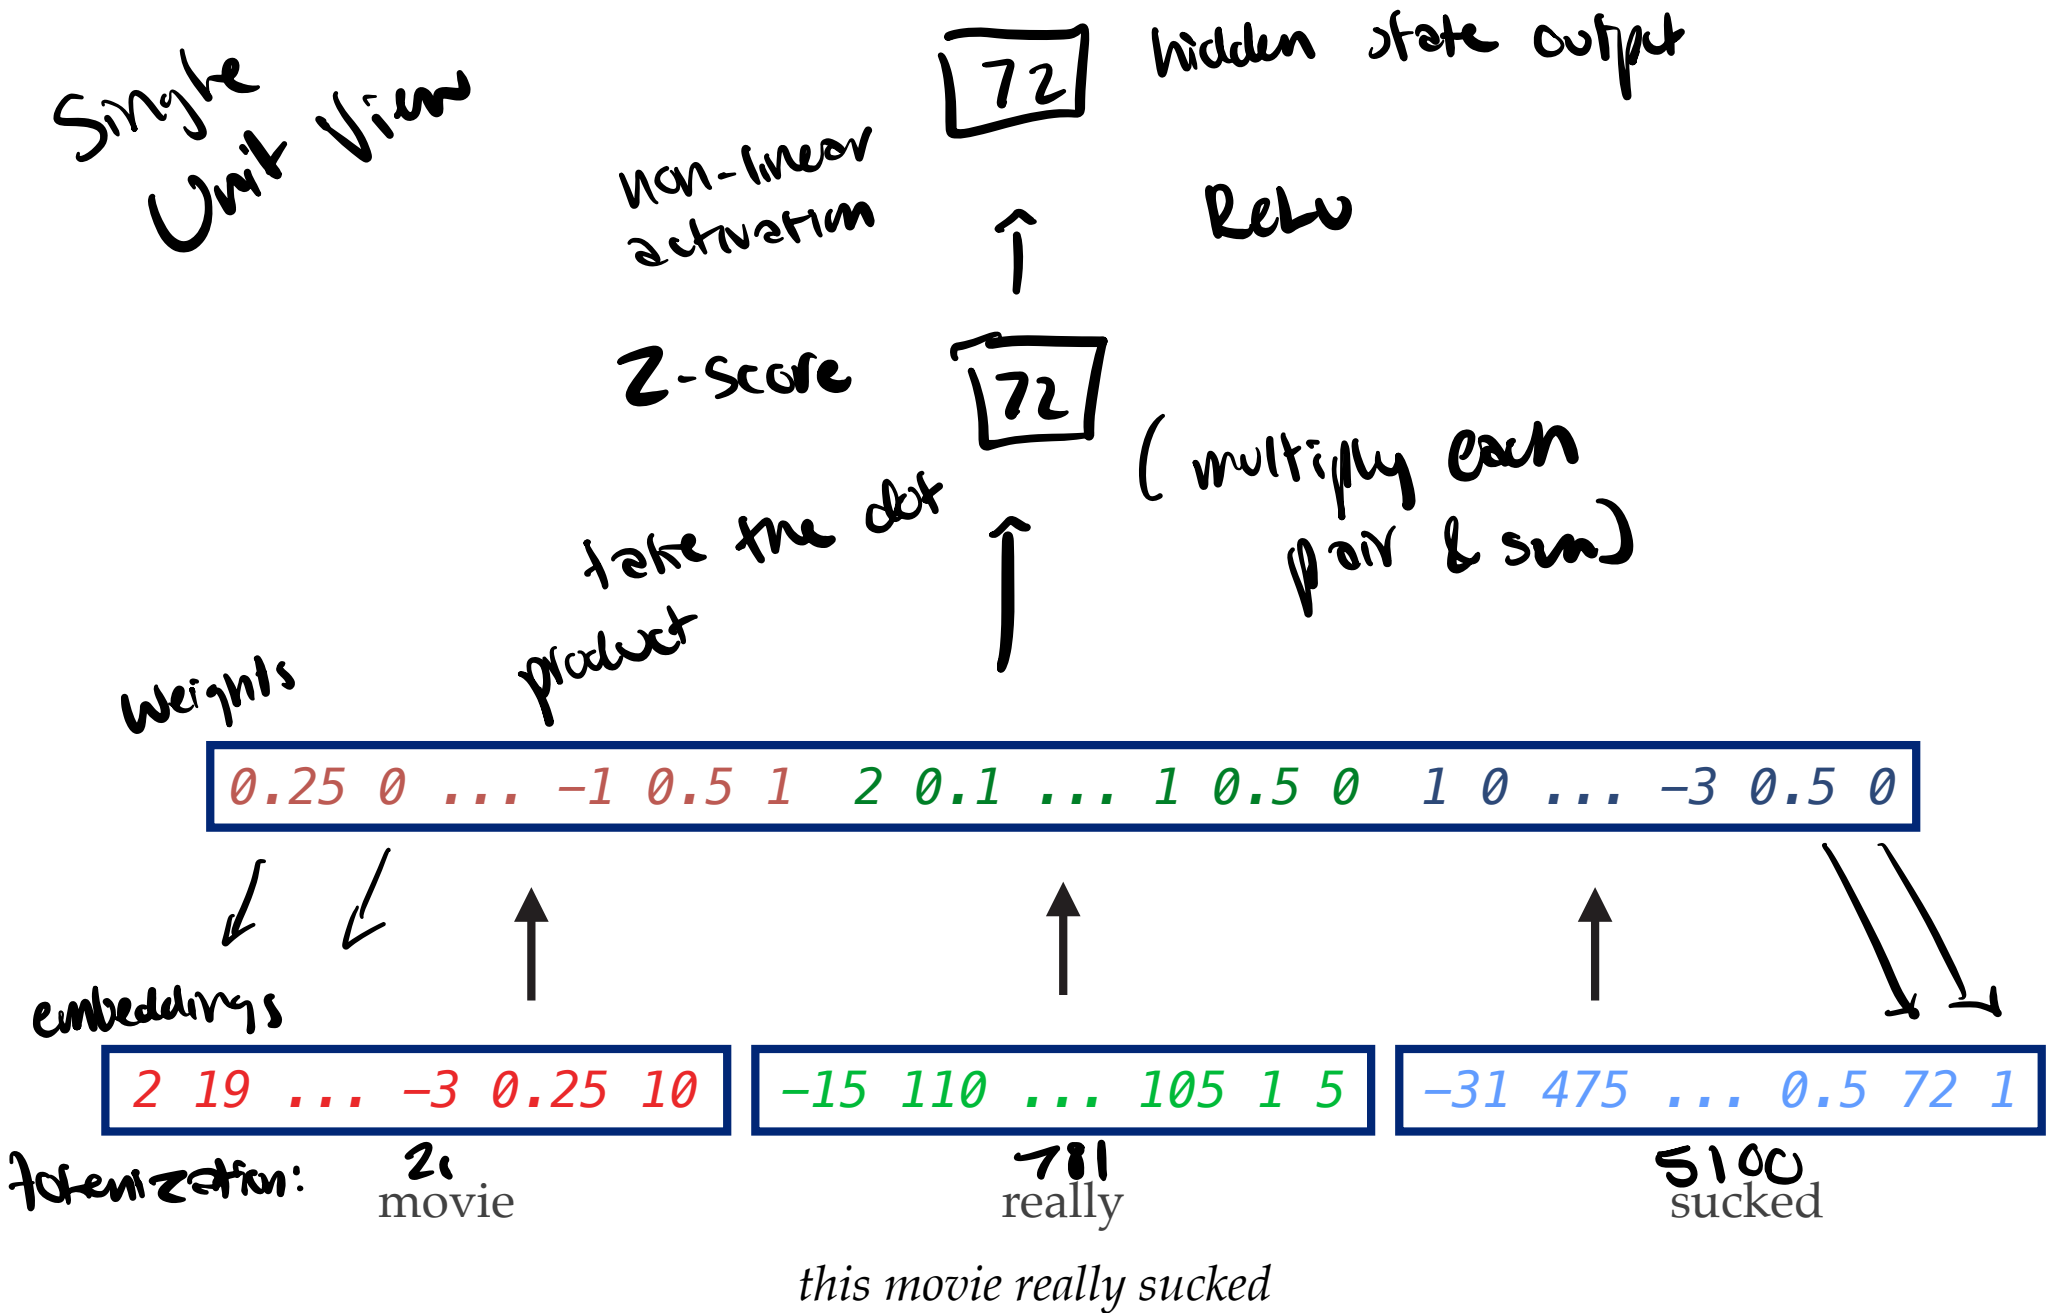 Single
Unit View
72 hidden state output
non-linear
activation
ReLu
Z-score 72
take the dot
product
(multiply each
pair & sum)
weights
0.25 0 ... −1 0.5 1 2 0.1 ... 1 0.5 0 1 0 ... −3 0.5 0
embeddings
2 19 ... −3 0.25 10 −15 110 ... 105 1 5 −31 475 ... 0.5 72 1
tokenization: 781 5100
movie really sucked
this movie really sucked